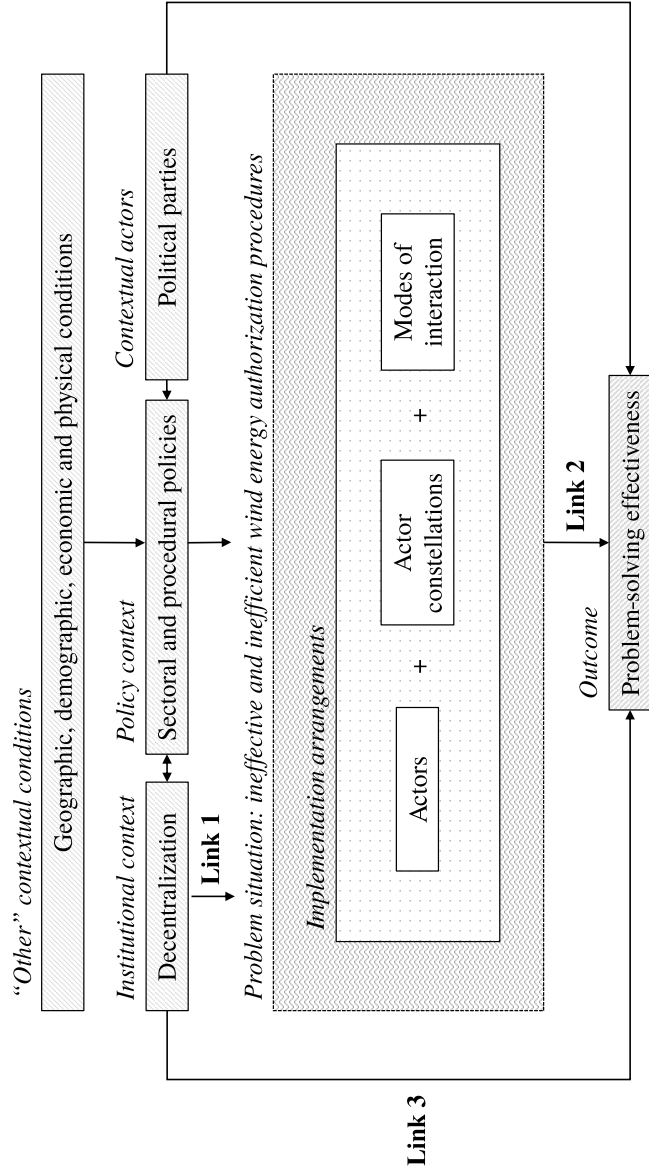 “Other” contextual conditions
Geographic, demographic, economic and physical conditions
Institutional context
Policy context
Contextual actors
Decentralization
Sectoral and procedural policies
Political parties
Link 1
Problem situation: ineffective and inefficient wind energy authorization procedures
Implementation arrangements
Actors
+
Actor
constellations
+
Modes of
interaction
Link 3
Link 2
Outcome
Problem-solving effectiveness